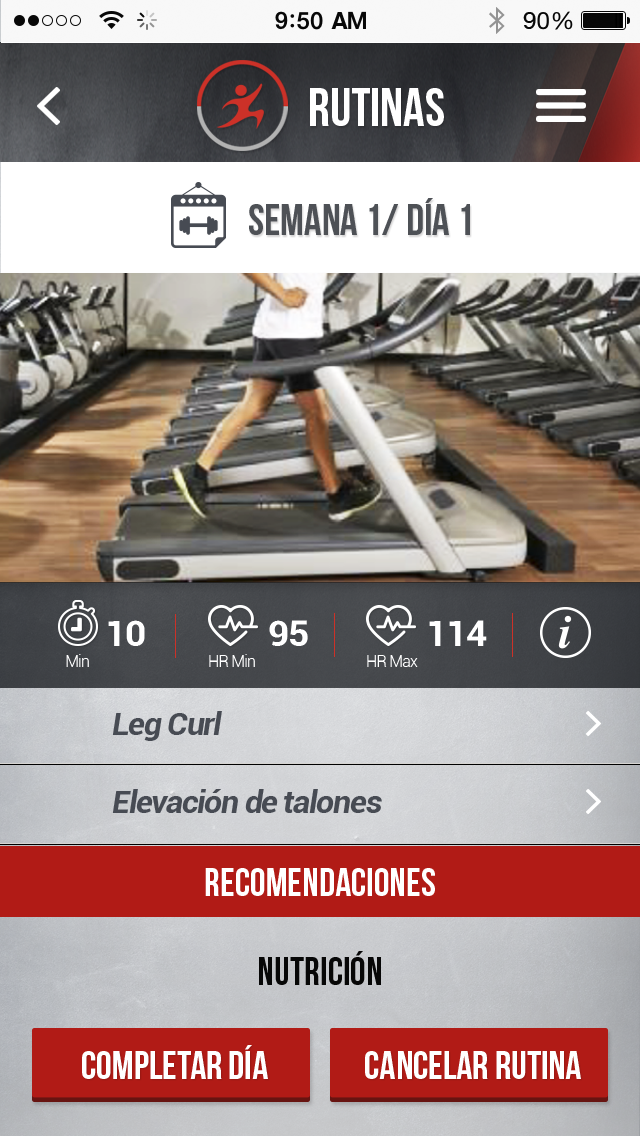 9:50 AM 90%
RUTINAS
SEMANA 1/ DÍA 1
10 95 114 i
Min HR Min HR Max
Leg Curl
Elevación de talones
RECOMENDACIONES
NUTRICIÓN
COMPLETAR DÍA CANCELAR RUTINA